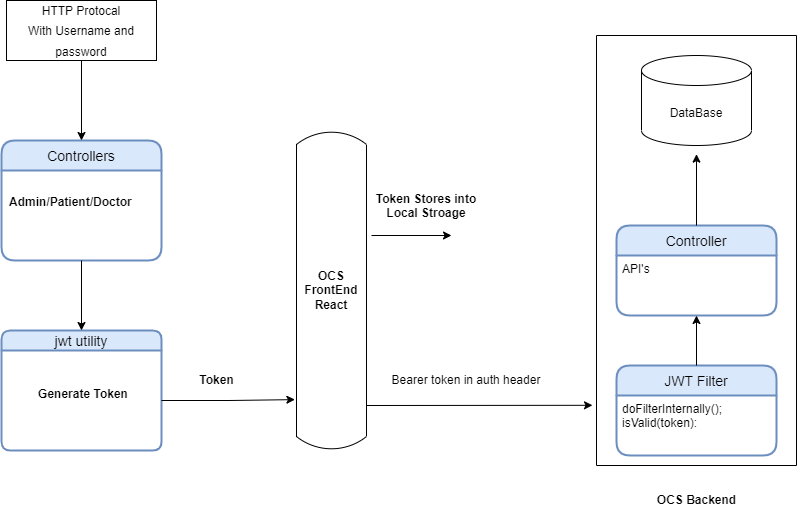 HTTP Protocal
With Username and
password
Controllers
Admin/Patient/Doctor
jwt utility
Generate Token
Token
OCS
FrontEnd
React
Token Stores into
Local Stroage
Bearer token in auth header
DataBase
Controller
API's
JWT Filter
doFilterInternally();
isValid(token):
OCS Backend